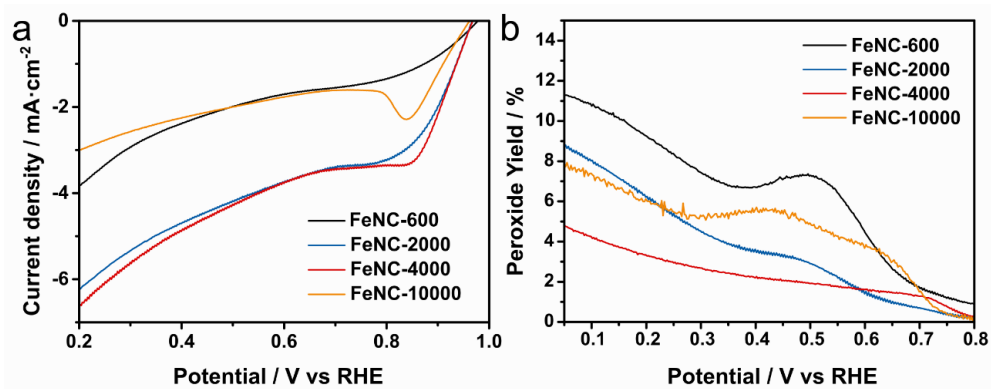 a
0
-2
-4
-6
Current density / mA·cm⁻²
FeNC-600
FeNC-2000
FeNC-4000
FeNC-10000
0.2 0.4 0.6 0.8 1.0
Potential / V vs RHE
b
14
12
10
8
6
4
2
0
Peroxide Yield / %
FeNC-600
FeNC-2000
FeNC-4000
FeNC-10000
0.1 0.2 0.3 0.4 0.5 0.6 0.7 0.8
Potential / V vs RHE